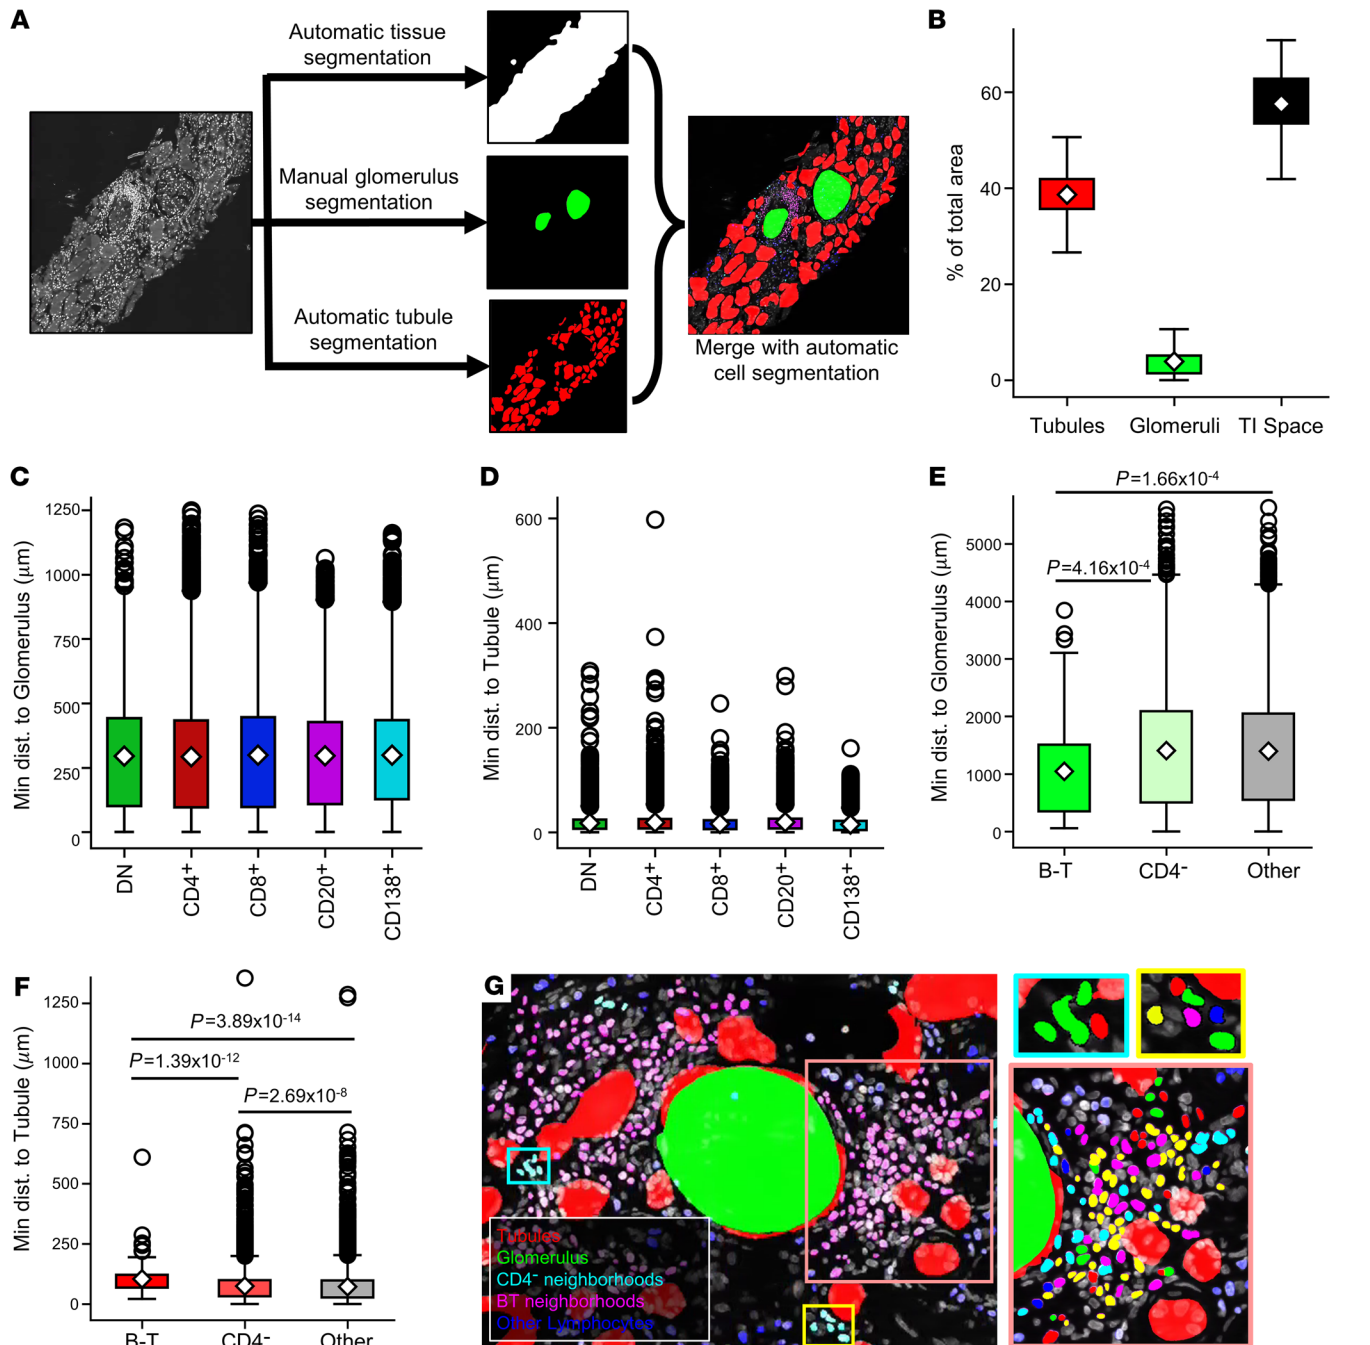 A
Automatic tissue
segmentation
Manual glomerulus
segmentation
Automatic tubule
segmentation
Merge with automatic
cell segmentation
B
% of total area
60
40
20
0
Tubules
Glomeruli
TI Space
C
Min dist. to Glomerulus (μm)
1250
1000
750
500
250
0
DN
CD4+
CD8+
CD20+
CD138+
D
Min dist. to Tubule (μm)
600
400
200
0
DN
CD4+
CD8+
CD20+
CD138+
E
Min dist. to Glomerulus (μm)
P=1.66x10-4
P=4.16x10-4
5000
4000
3000
2000
1000
0
B-T
CD4-
Other
F
Min dist. to Tubule (μm)
P=3.89x10-14
P=1.39x10-12
P=2.69x10-8
1250
1000
750
500
250
0
B-T
CD4-
Other
G
Tubules
Glomerulus
CD4- neighborhoods
BT neighborhoods
Other Lymphocytes